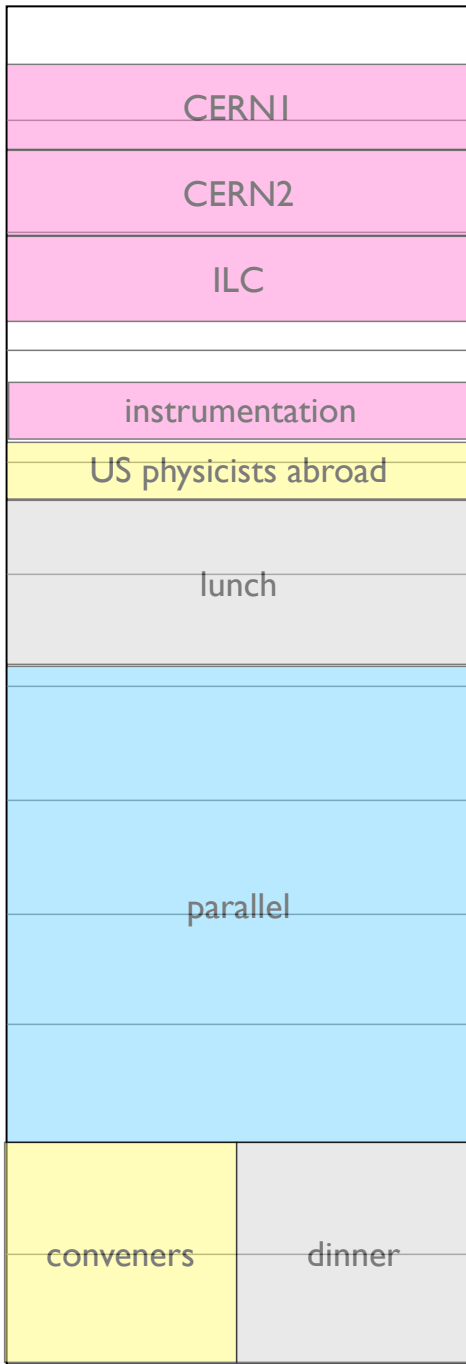 CERN1
CERN2
ILC
instrumentation
US physicists abroad
lunch
parallel
conveners
dinner